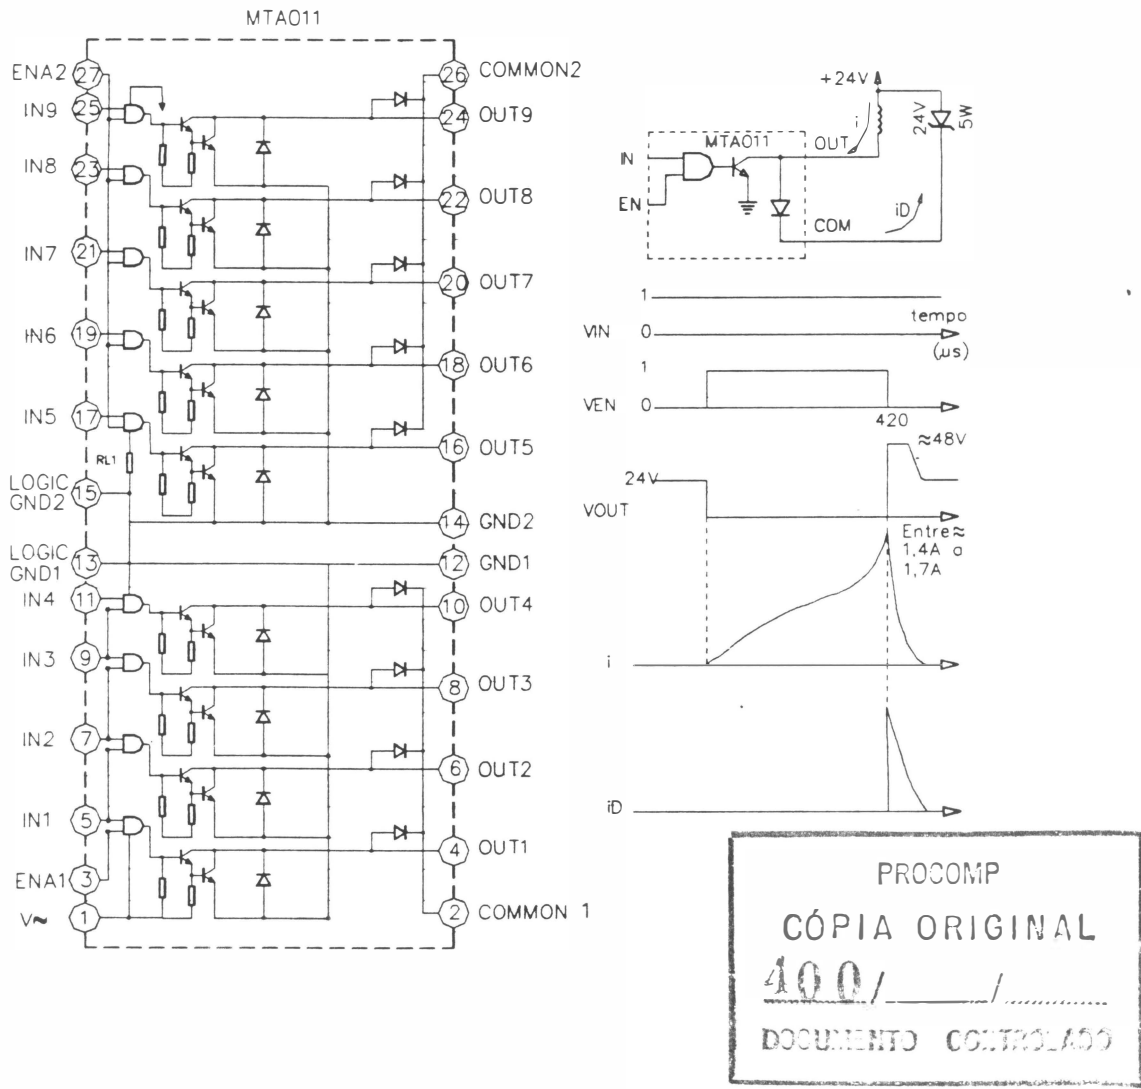 MTA011
ENA2 27
IN9 25
IN8 23
IN7 21
IN6 19
IN5 17
RL1
LOGIC GND2 15
LOGIC GND1 13
IN4 11
IN3 9
IN2 7
IN1 5
ENA1 3
V≈ 1
26 COMMON2
24 OUT9
22 OUT8
20 OUT7
18 OUT6
16 OUT5
14 GND2
12 GND1
10 OUT4
8 OUT3
6 OUT2
4 OUT1
2 COMMON 1
+24V
i
24V
5W
OUT
MTA011
IN
EN
COM
iD
1
tempo
VIN 0
(µs)
1
VEN 0
420
≈48V
24V
VOUT
Entre≈
1,4A a
1,7A
i
iD
PROCOMP
CÓPIA ORIGINAL
400/ /
DOCUMENTO CONTROLADO